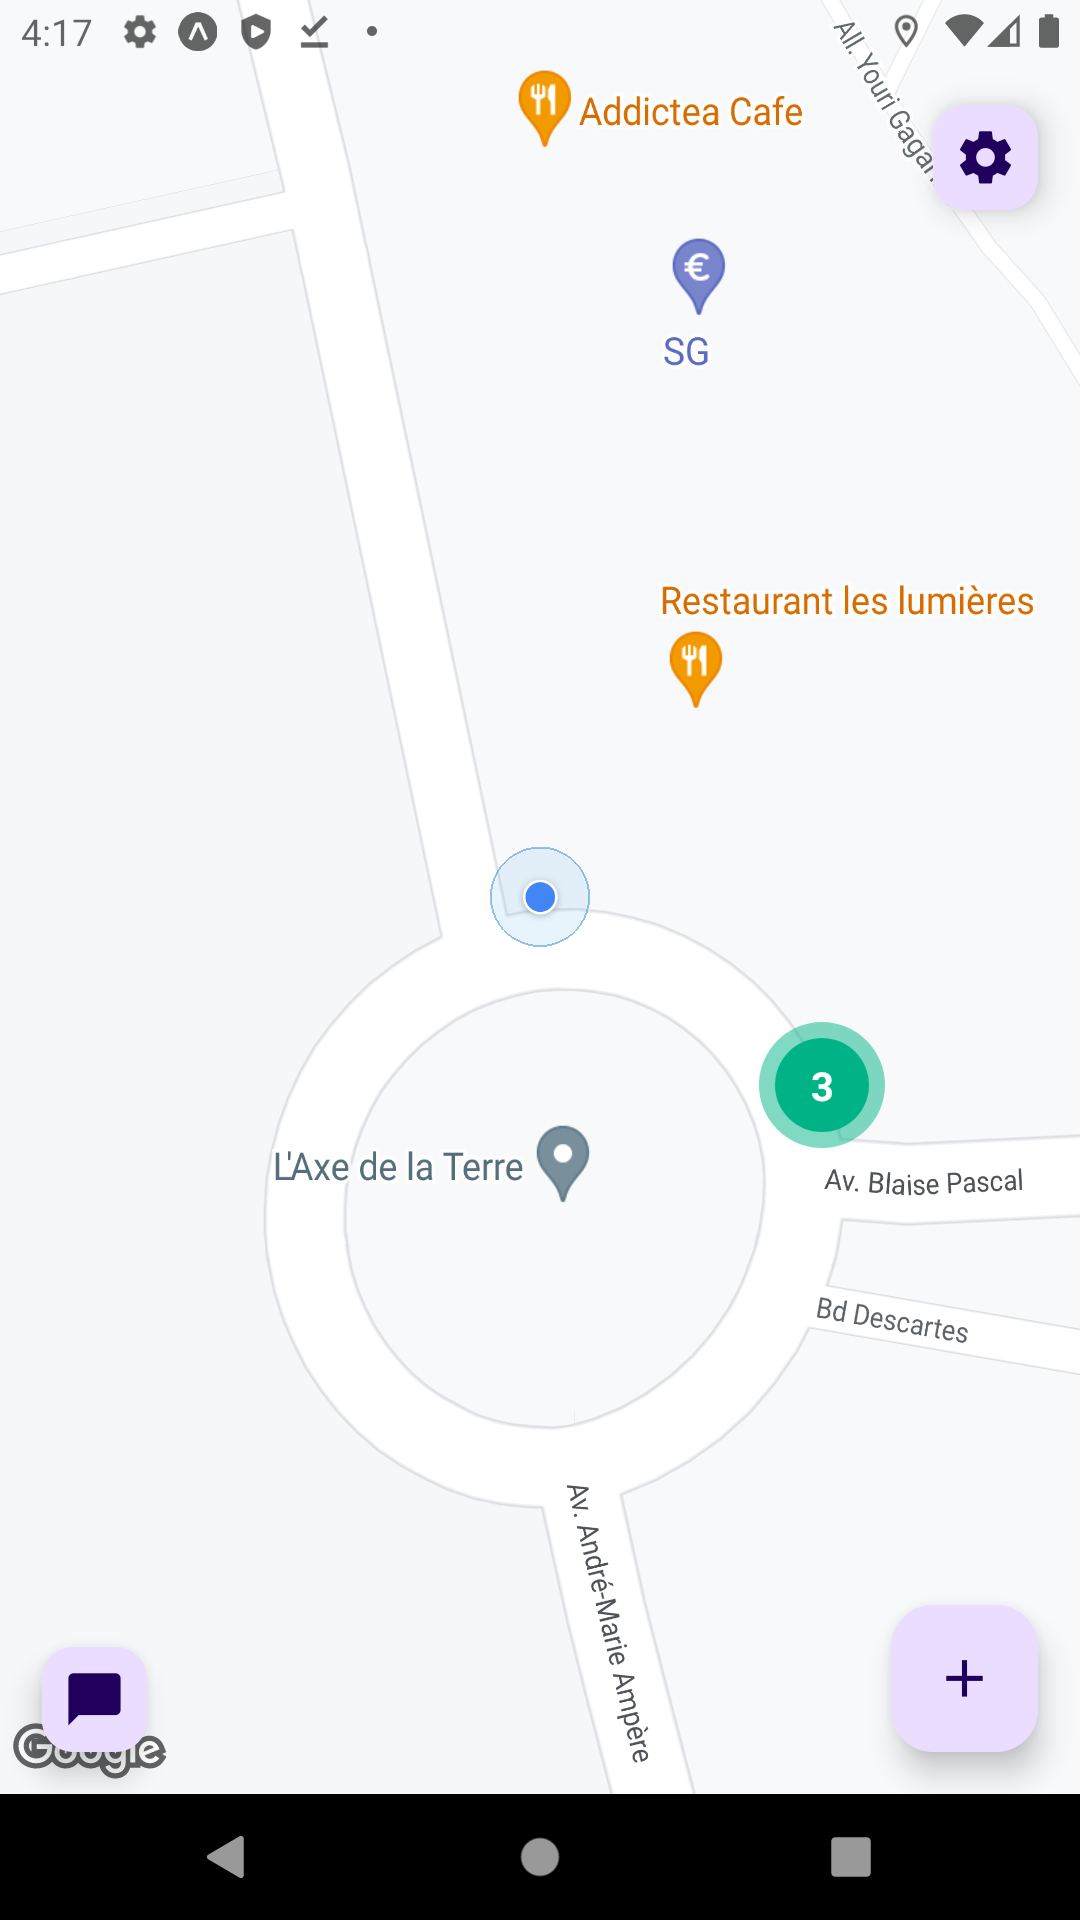 4:17
All. Youri Gagar
Addictea Cafe
€
SG
Restaurant les lumières
3
L'Axe de la Terre
Av. Blaise Pascal
Bd Descartes
Av. André-Marie Ampère
Google